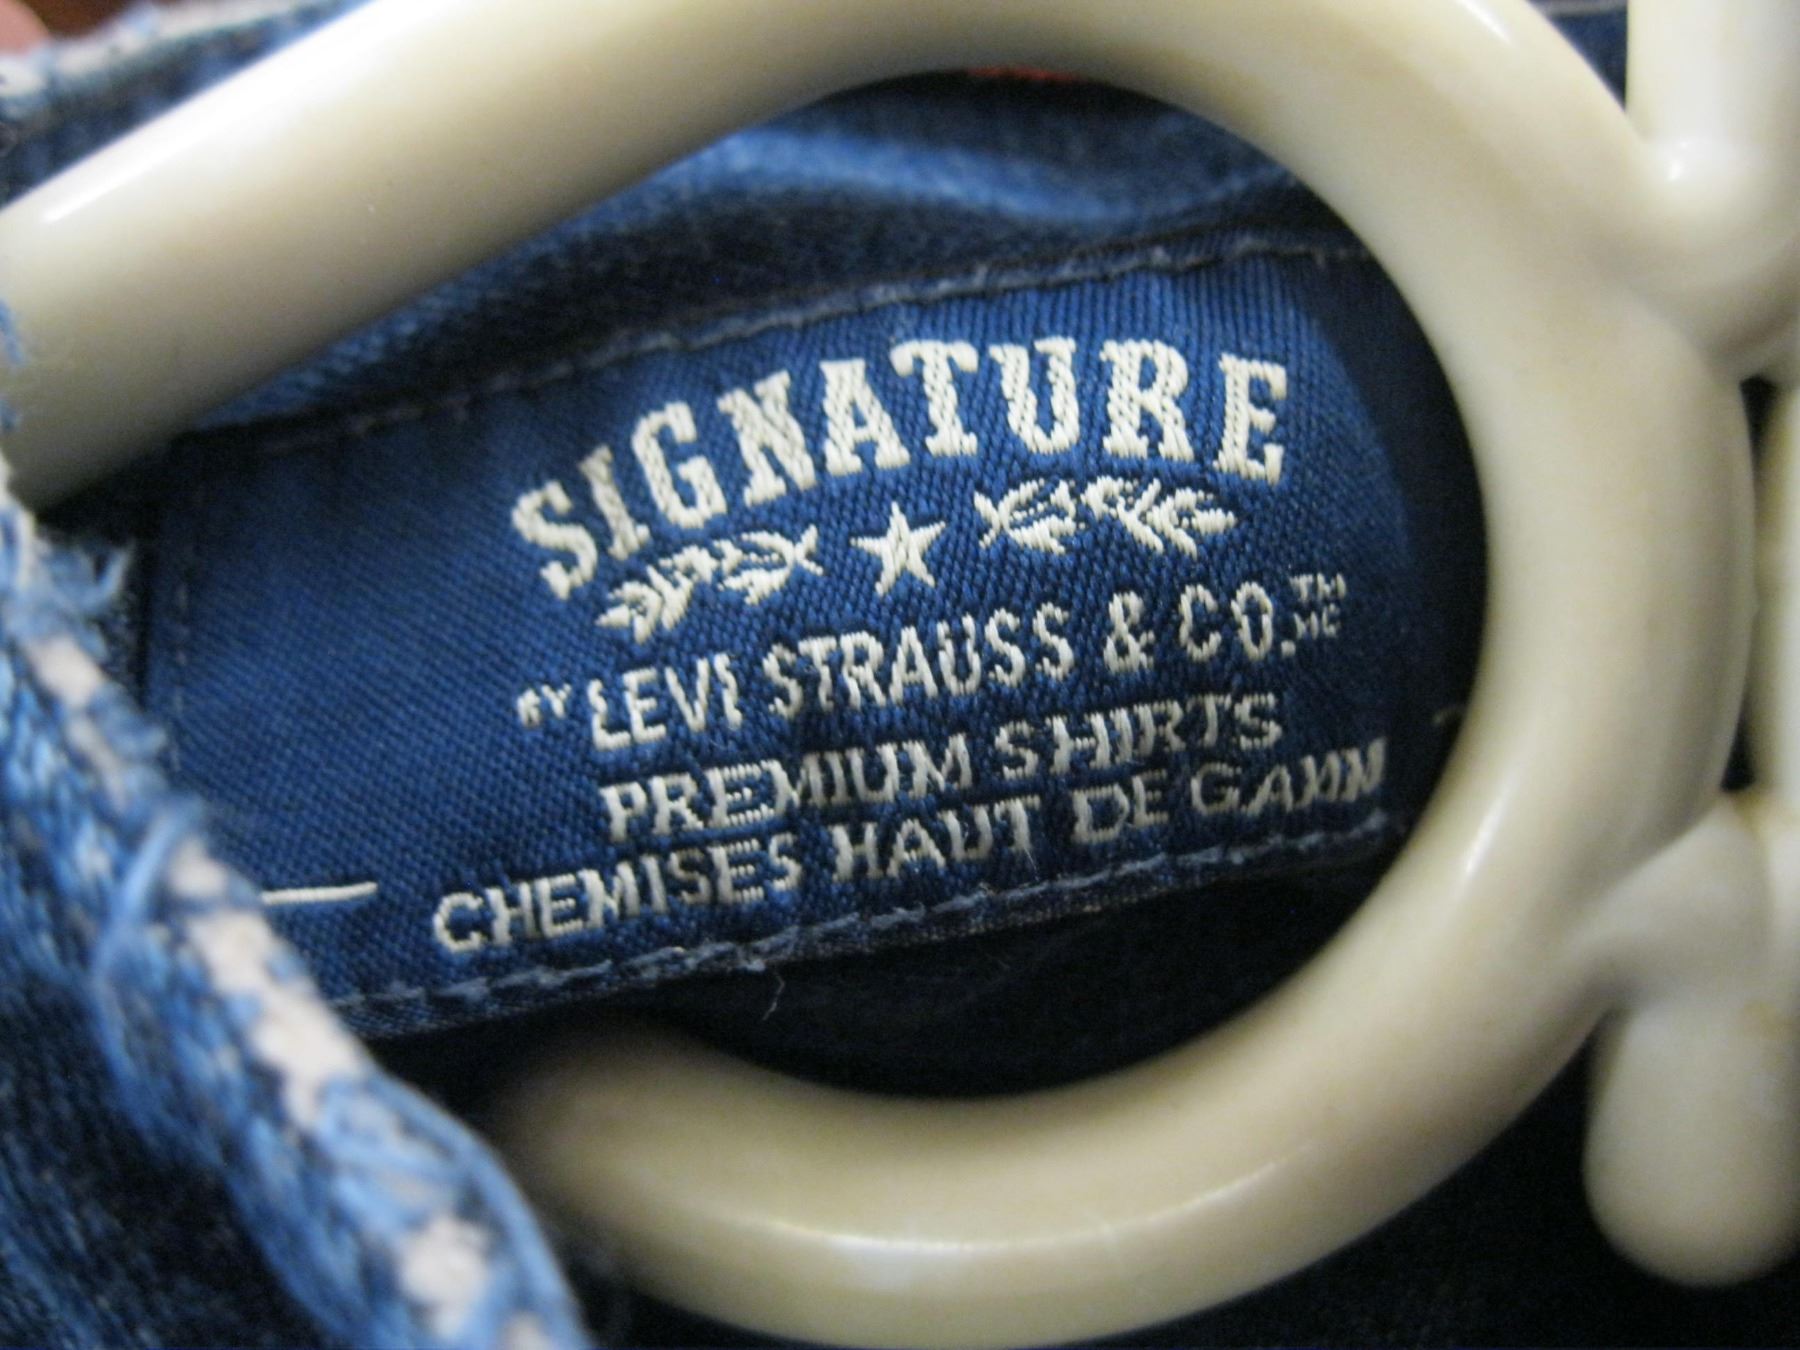 SIGNATURE
BY LEVI STRAUSS & CO.™ MC
PREMIUM SHIRTS
CHEMISES HAUT DE GAMM